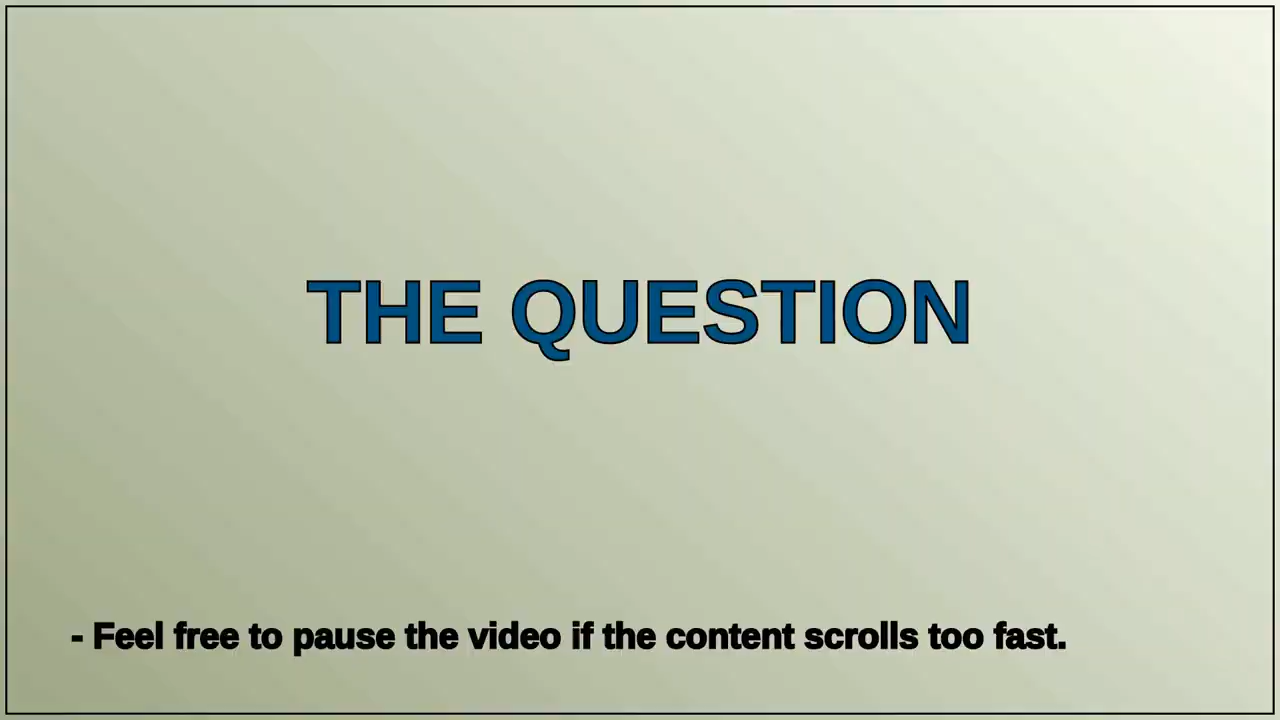 THE QUESTION
- Feel free to pause the video if the content scrolls too fast.